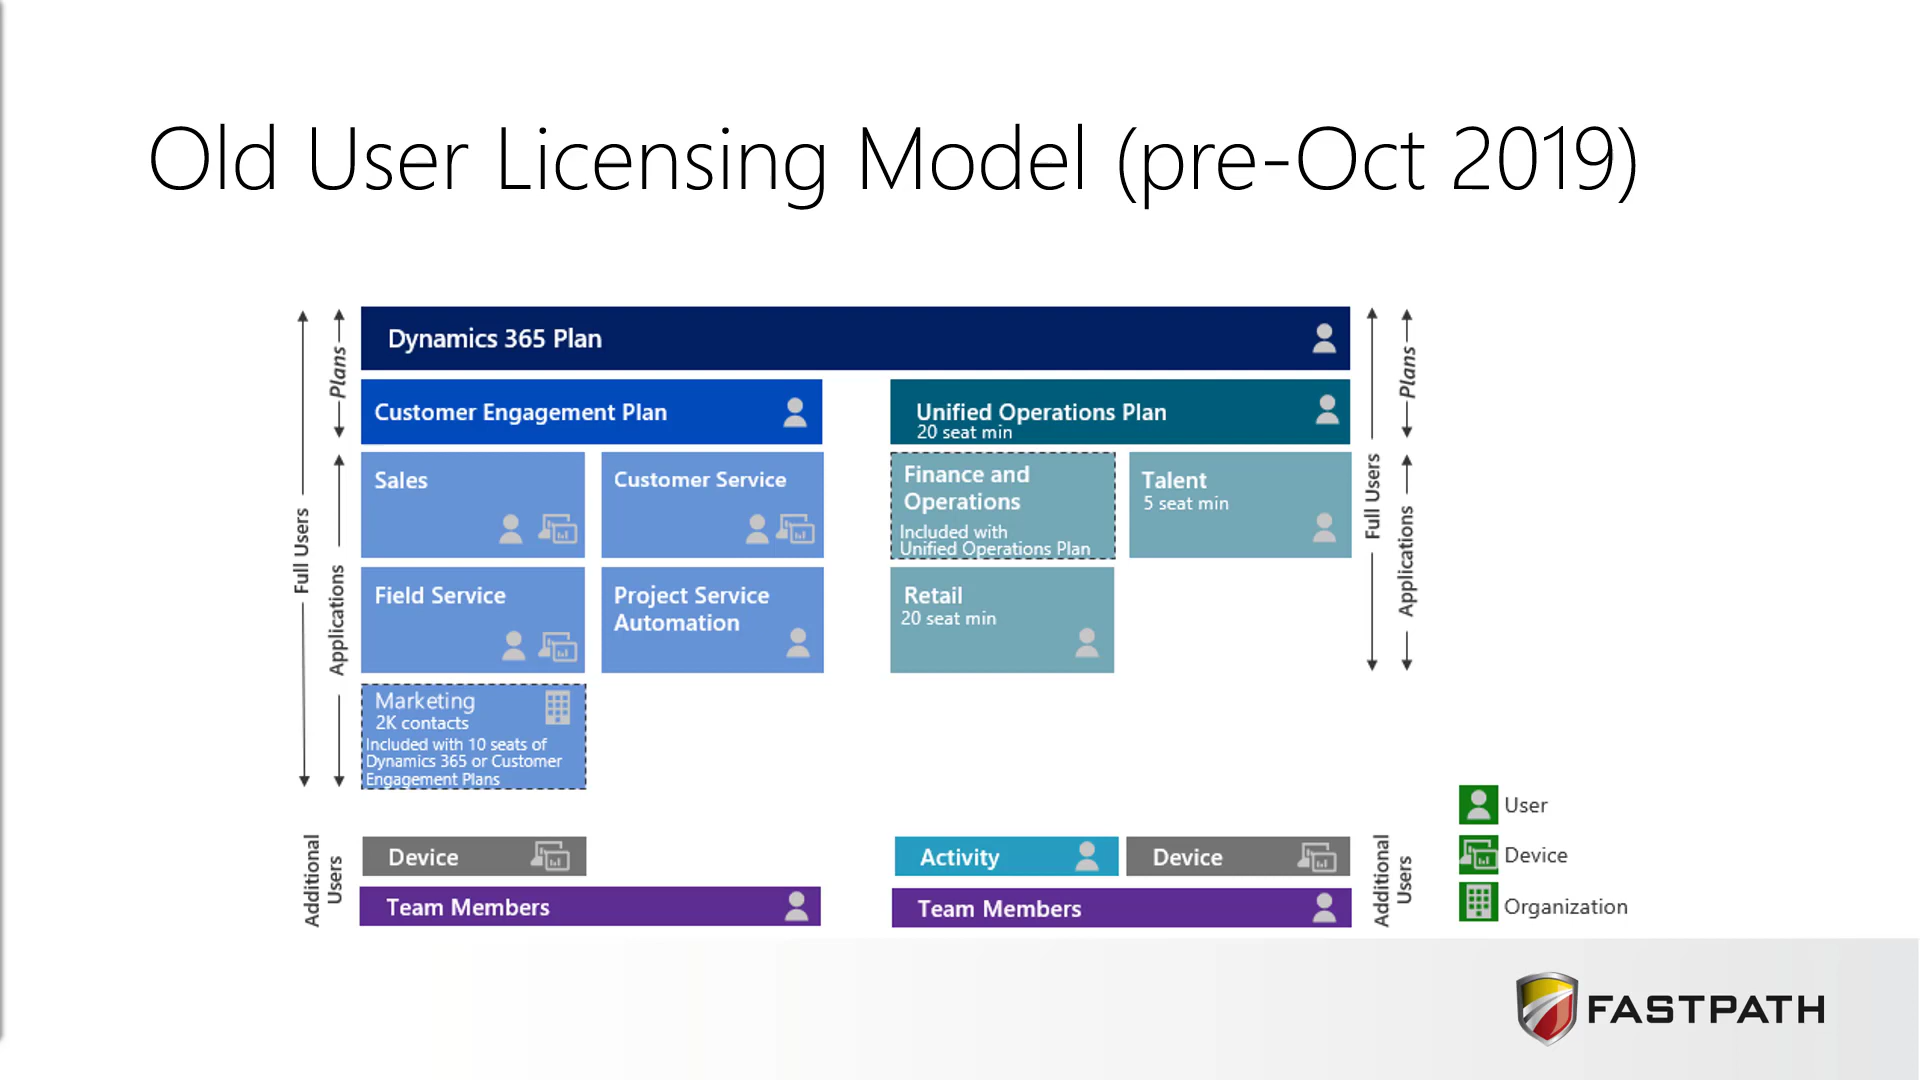 Old User Licensing Model (pre-Oct 2019)
Full Users
Plans
Applications
Dynamics 365 Plan
Customer Engagement Plan
Sales
Customer Service
Field Service
Project Service
Automation
Marketing
2K contacts
Included with 10 seats of
Dynamics 365 or Customer
Engagement Plans
Unified Operations Plan
20 seat min
Finance and
Operations
Included with
Unified Operations Plan
Talent
5 seat min
Retail
20 seat min
Full Users
Plans
Applications
Additional
Users
Device
Team Members
Activity
Device
Team Members
Additional
Users
User
Device
Organization
FASTPATH